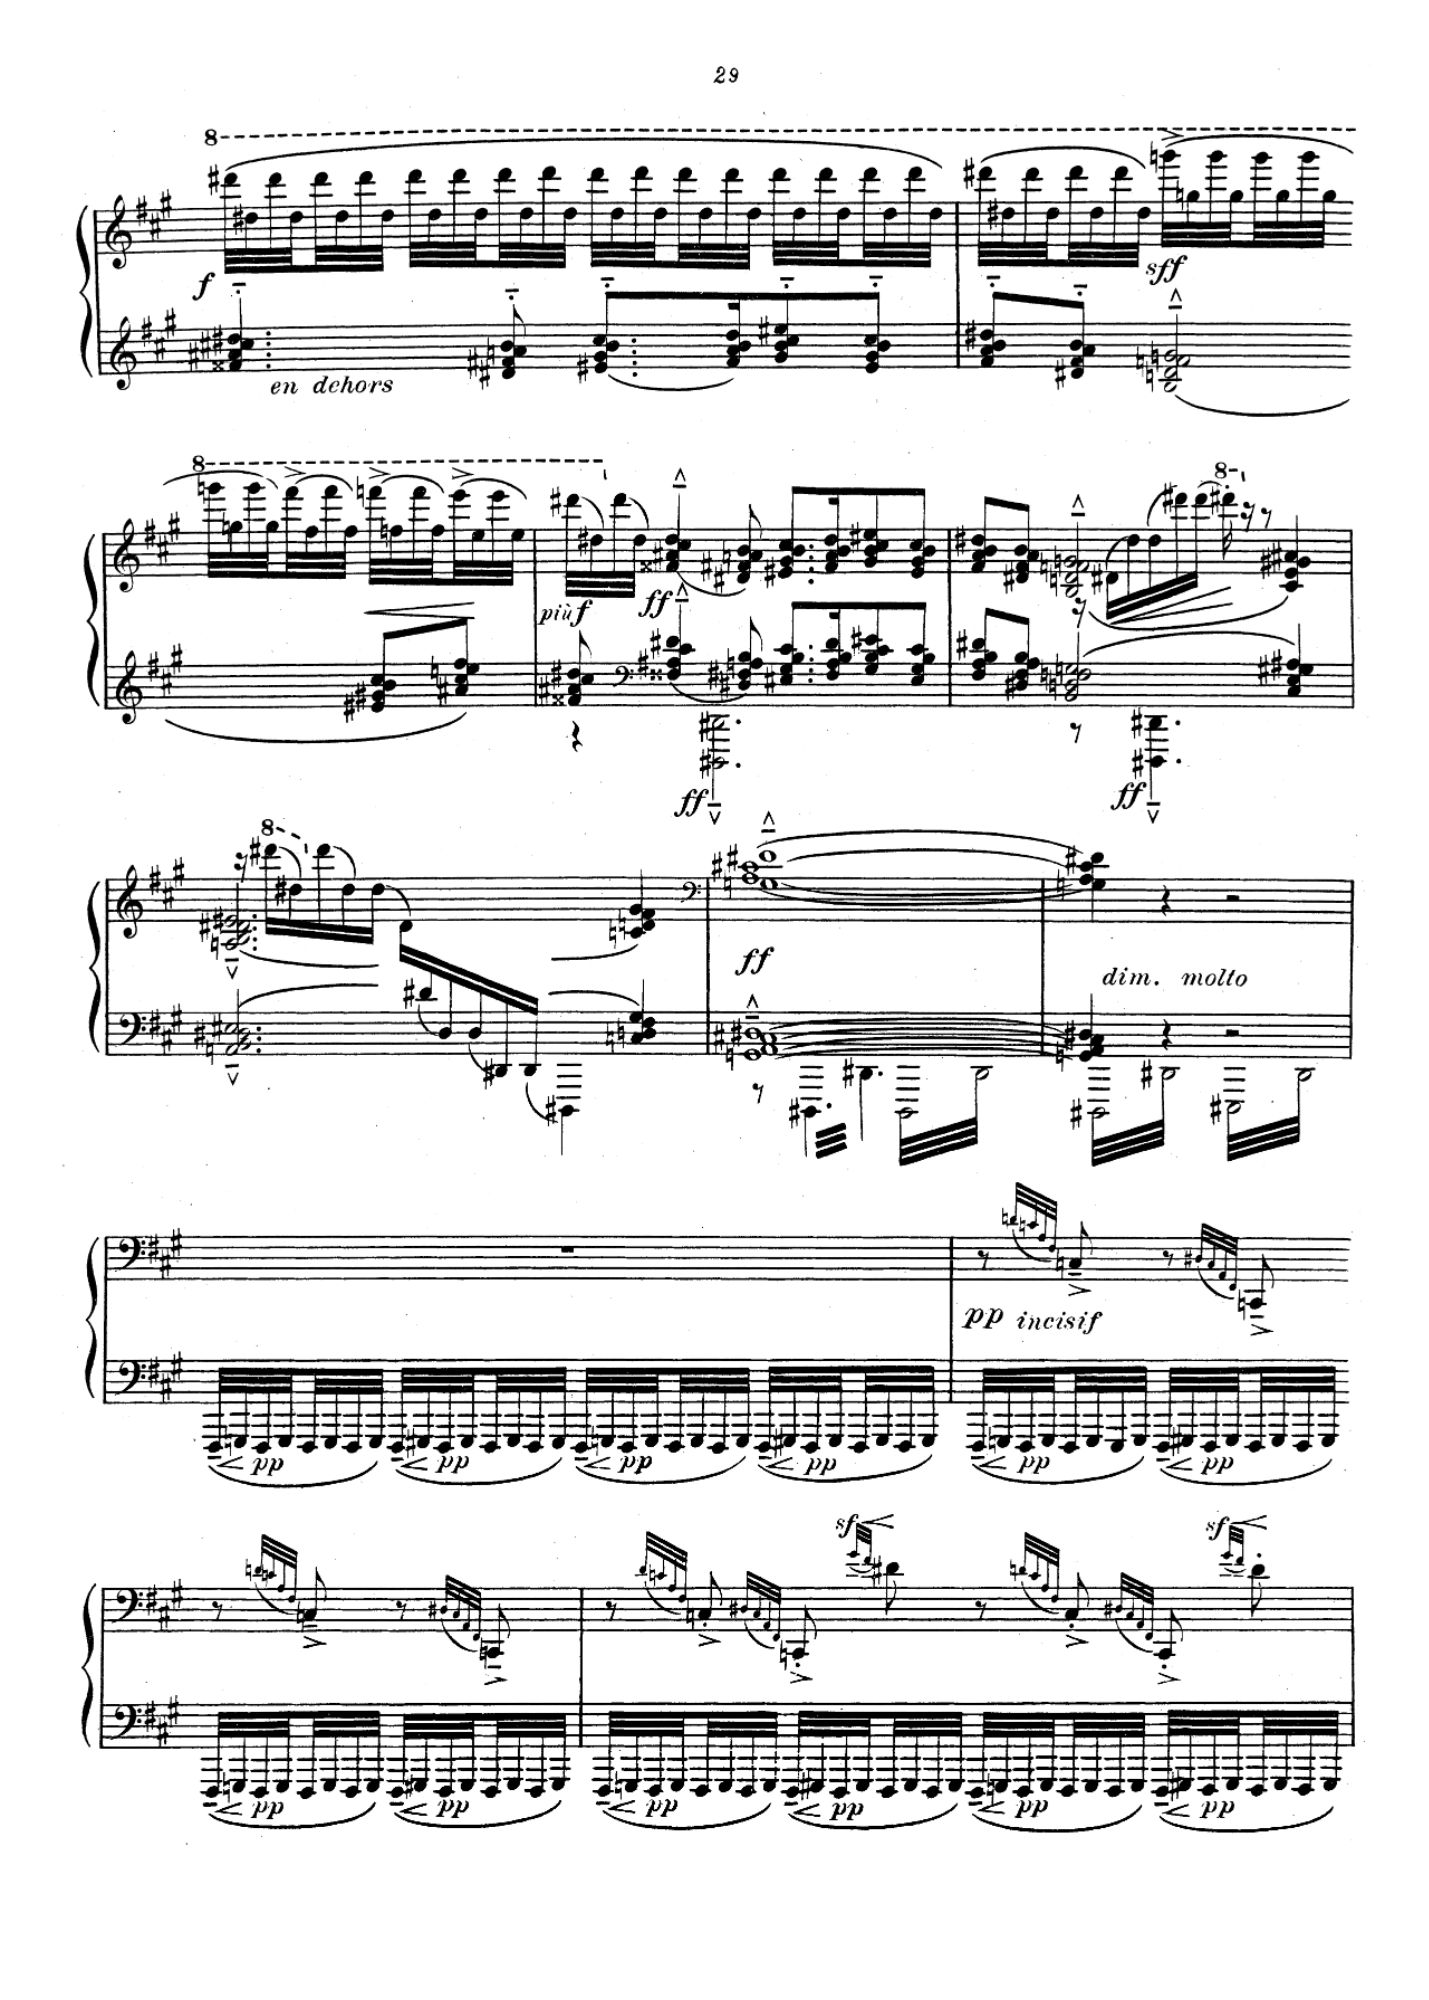 29
8
f
sff
en dehors
8
8
più f
ff
ff
ff
8
ff
dim. molto
pp incisif
pp pp pp pp pp pp
sf sf
pp pp pp pp pp pp